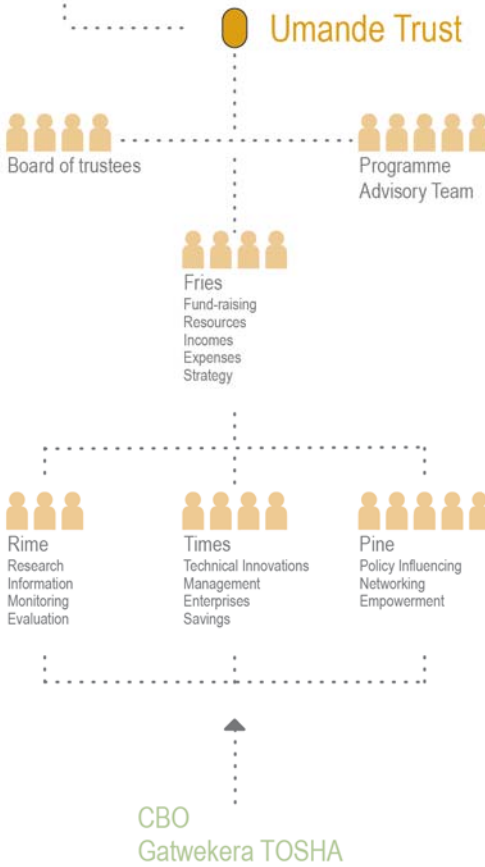 Umande Trust
Board of trustees
Programme
Advisory Team
Fries
Fund-raising
Resources
Incomes
Expenses
Strategy
Rime
Research
Information
Monitoring
Evaluation
Times
Technical Innovations
Management
Enterprises
Savings
Pine
Policy Influencing
Networking
Empowerment
CBO
Gatwekera TOSHA